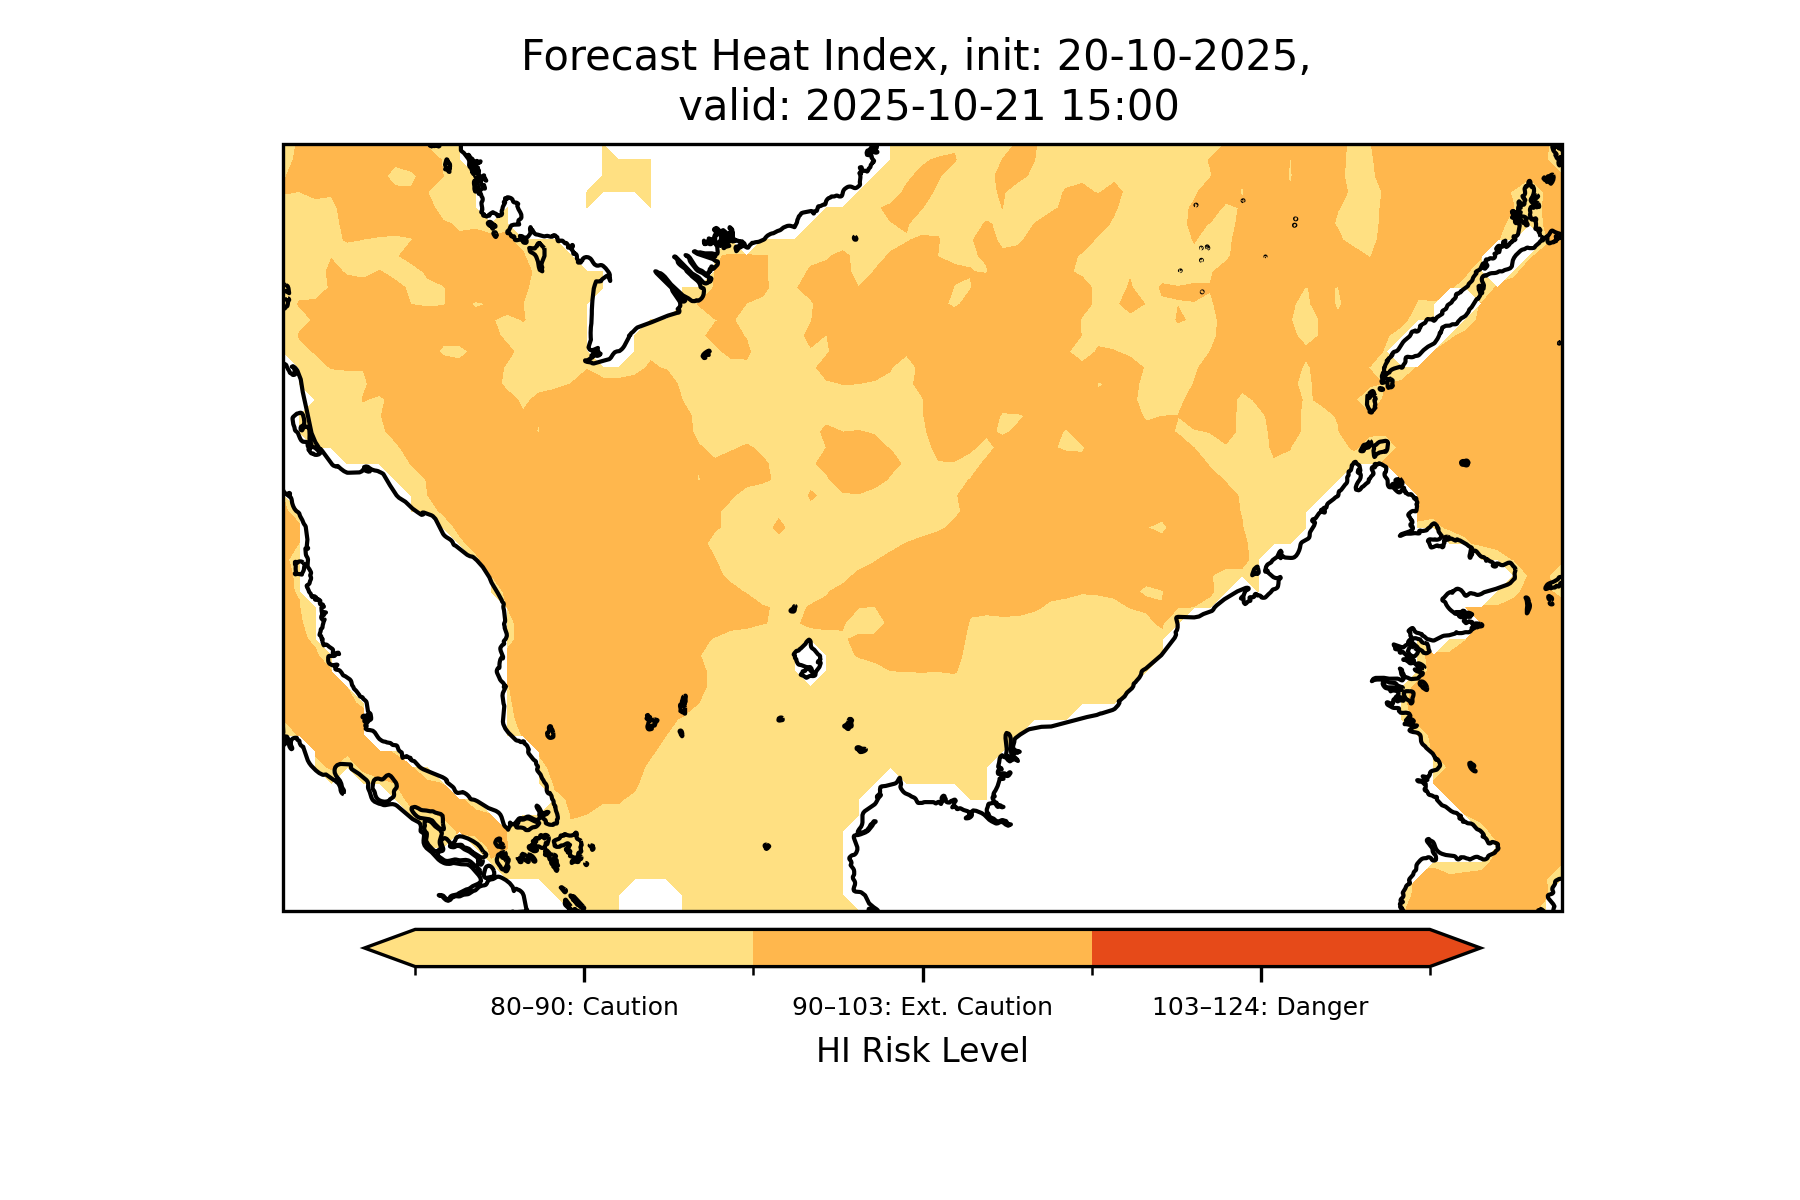 Forecast Heat Index, init: 20-10-2025,
valid: 2025-10-21 15:00
80–90: Caution
90–103: Ext. Caution
103–124: Danger
HI Risk Level